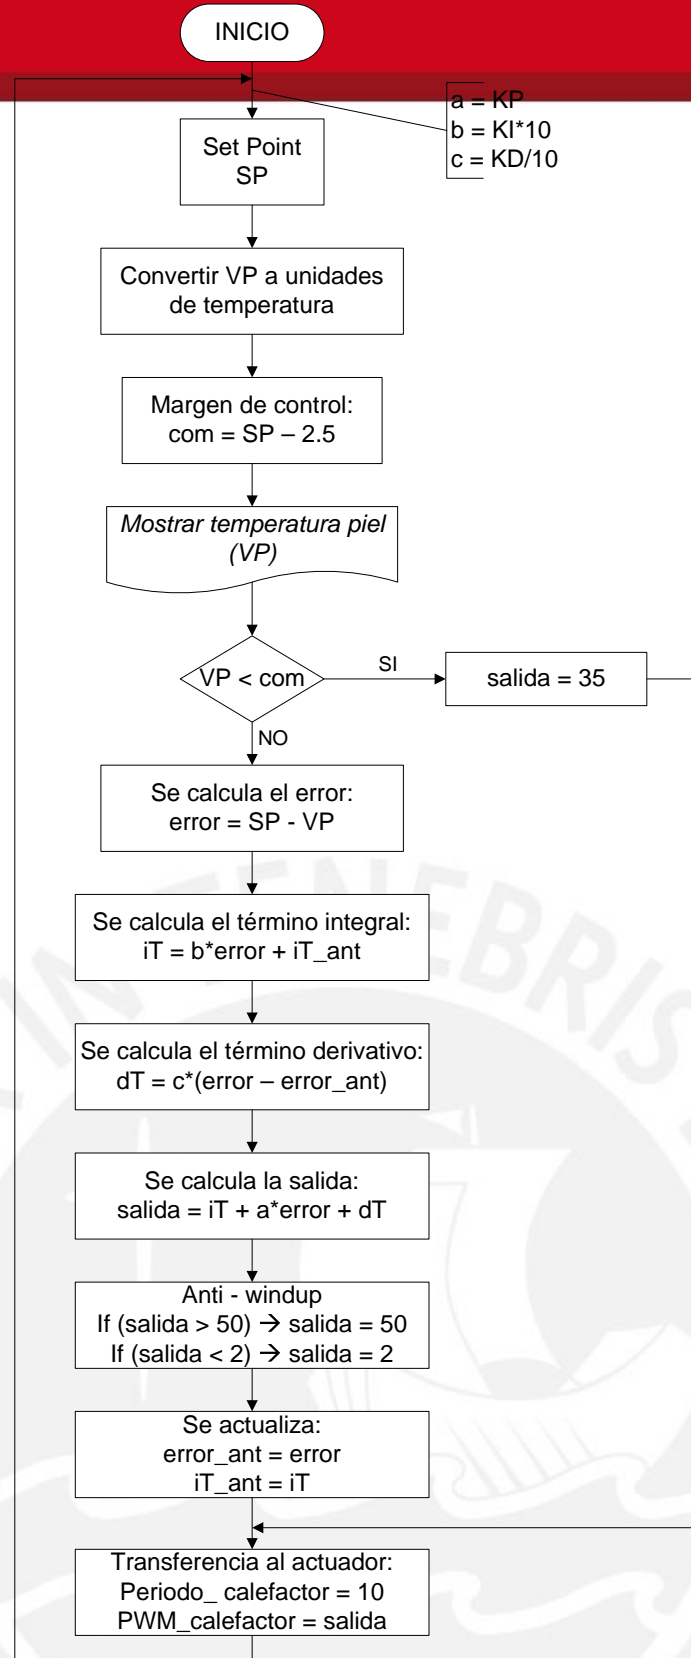 INICIO
a = KP
b = KI*10
c = KD/10
Set Point
SP
Convertir VP a unidades
de temperatura
Margen de control:
com = SP – 2.5
Mostrar temperatura piel
(VP)
VP < com
SI
salida = 35
NO
Se calcula el error:
error = SP - VP
Se calcula el término integral:
iT = b*error + iT_ant
Se calcula el término derivativo:
dT = c*(error – error_ant)
Se calcula la salida:
salida = iT + a*error + dT
Anti - windup
If (salida > 50) → salida = 50
If (salida < 2) → salida = 2
Se actualiza:
error_ant = error
iT_ant = iT
Transferencia al actuador:
Periodo_ calefactor = 10
PWM_calefactor = salida
IN TENEBRIS